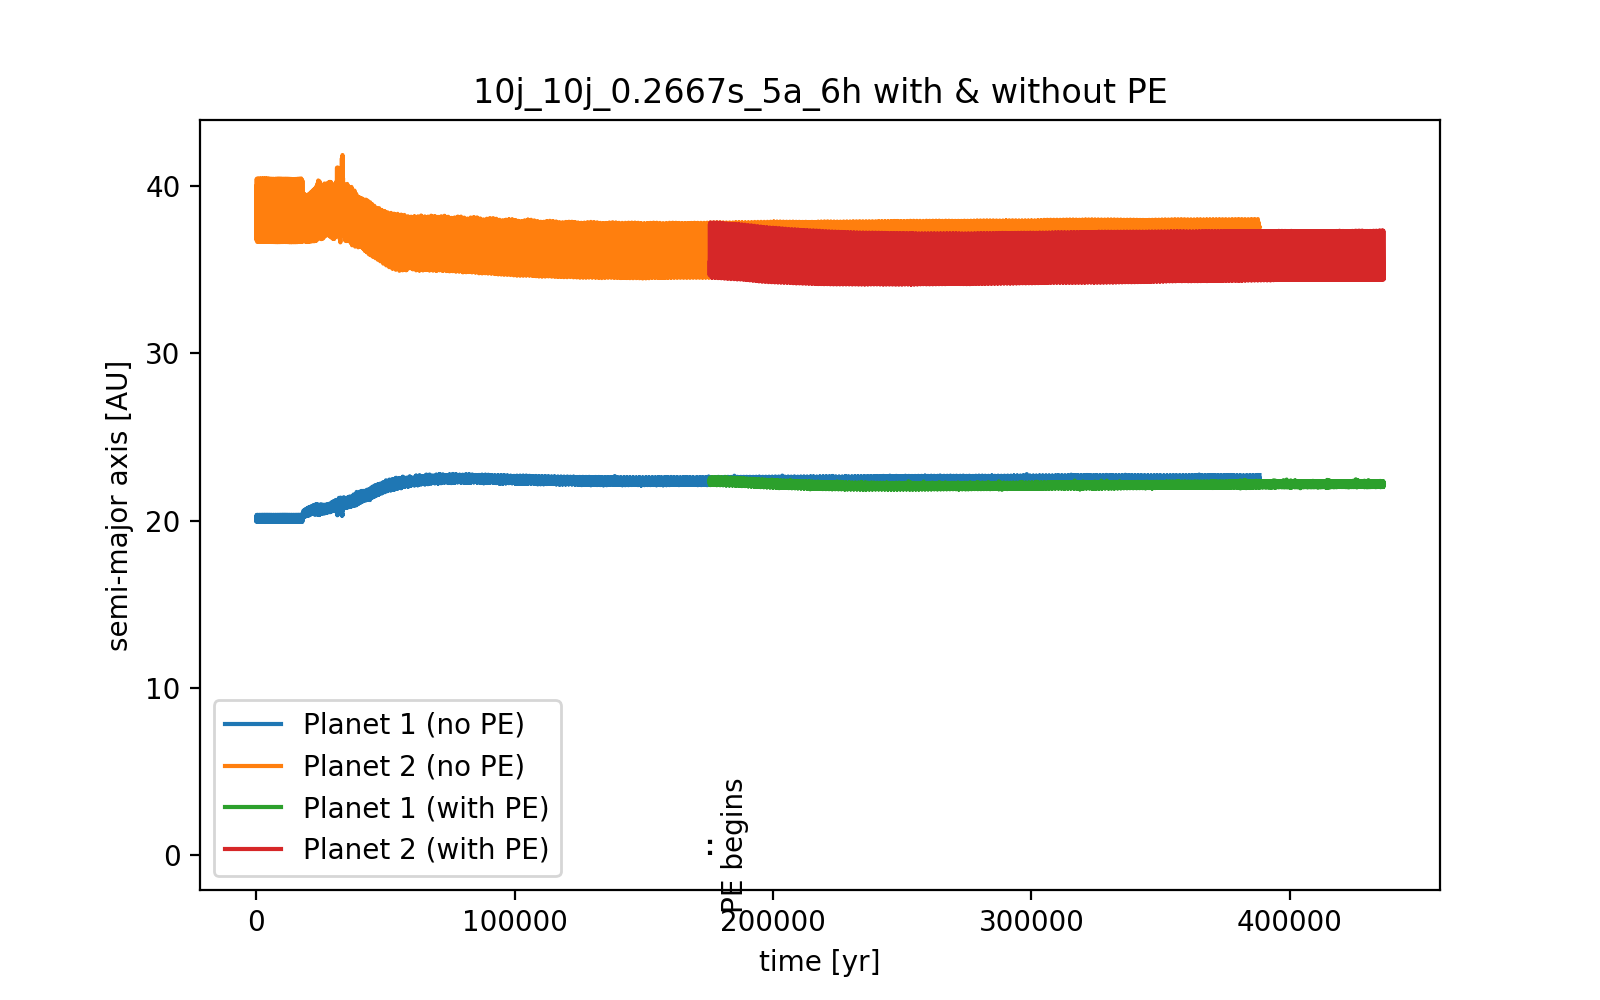 10j_10j_0.2667s_5a_6h with & without PE
semi-major axis [AU]
40
30
20
10
0
Planet 1 (no PE)
Planet 2 (no PE)
Planet 1 (with PE)
Planet 2 (with PE)
PE begins
0
100000
200000
300000
400000
time [yr]